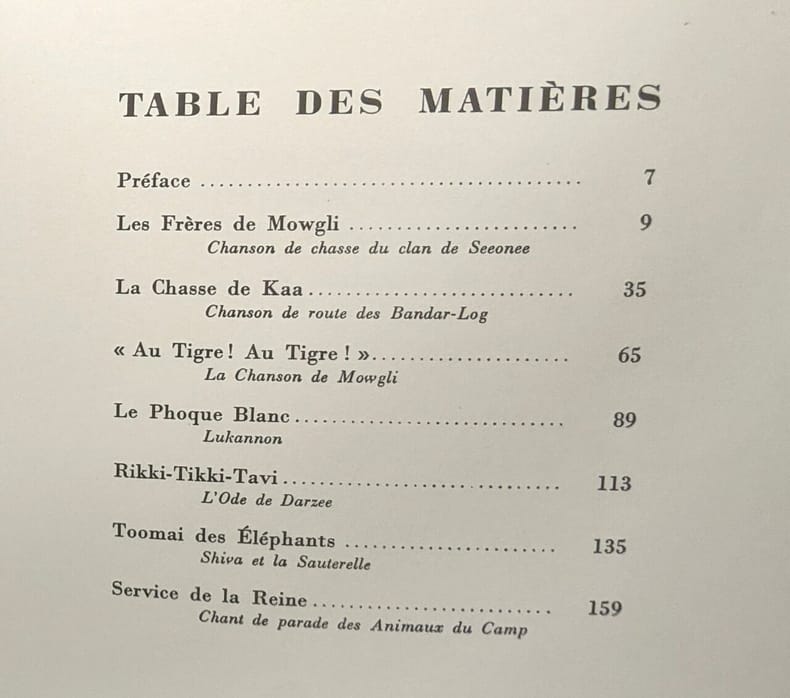 TABLE DES MATIÈRES
Préface ........................................ 7
Les Frères de Mowgli ......................... 9
Chanson de chasse du clan de Seeonee
La Chasse de Kaa ............................. 35
Chanson de route des Bandar-Log
« Au Tigre! Au Tigre! » ..................... 65
La Chanson de Mowgli
Le Phoque Blanc .............................. 89
Lukannon
Rikki-Tikki-Tavi .............................. 113
L'Ode de Darzee
Toomai des Éléphants ....................... 135
Shiva et la Sauterelle
Service de la Reine .......................... 159
Chant de parade des Animaux du Camp